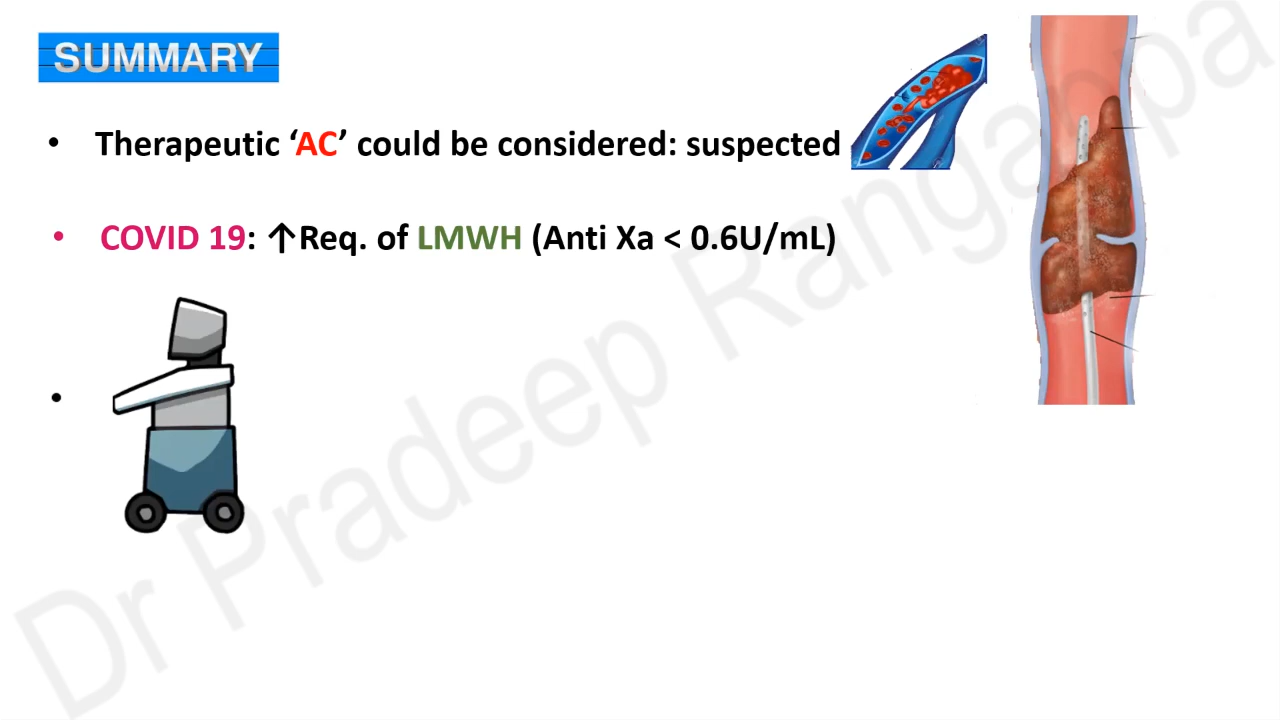 SUMMARY
• Therapeutic ‘AC’ could be considered: suspected
• COVID 19: ↑Req. of LMWH (Anti Xa < 0.6U/mL)
•
Dr Pradeep Rangappa